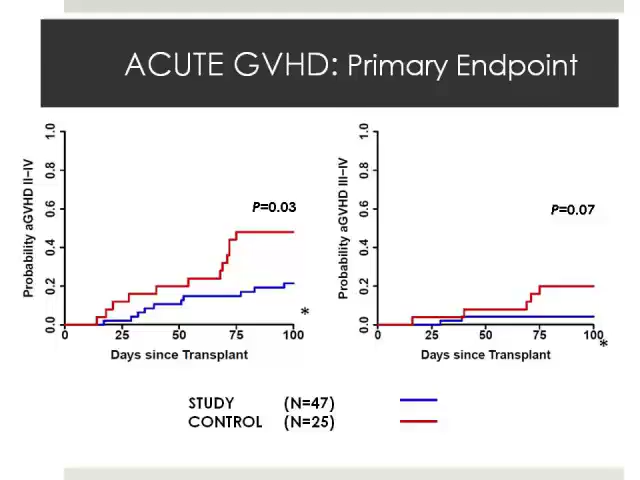 ACUTE GVHD: Primary Endpoint
Probability aGVHD II–IV
1.0
0.8
0.6
0.4
0.2
0.0
P=0.03
*
0 25 50 75 100
Days since Transplant
Probability aGVHD III–IV
1.0
0.8
0.6
0.4
0.2
0.0
P=0.07
0 25 50 75 100
*
Days since Transplant
STUDY (N=47)
CONTROL (N=25)